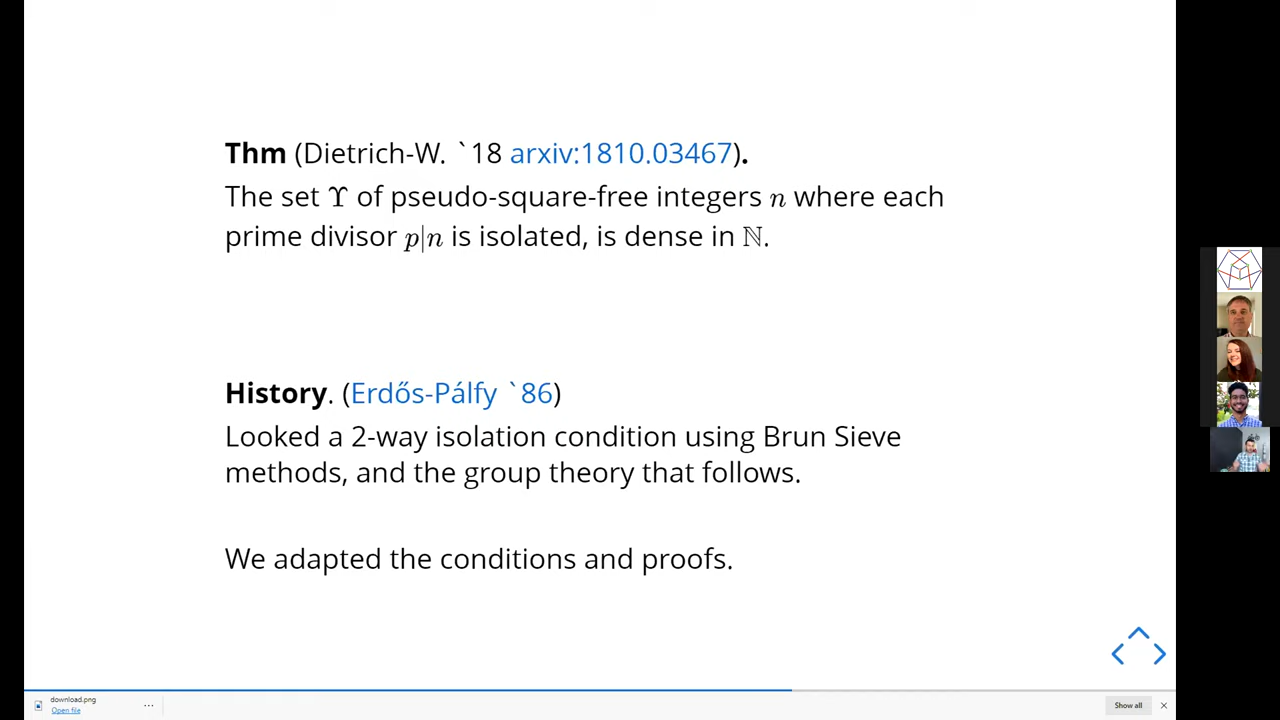 Thm (Dietrich-W. `18 arxiv:1810.03467).
The set ϒ of pseudo-square-free integers n where each
prime divisor p|n is isolated, is dense in ℕ.
History. (Erdős-Pálfy `86)
Looked a 2-way isolation condition using Brun Sieve
methods, and the group theory that follows.
We adapted the conditions and proofs.
download.png
Open file
...
Show all